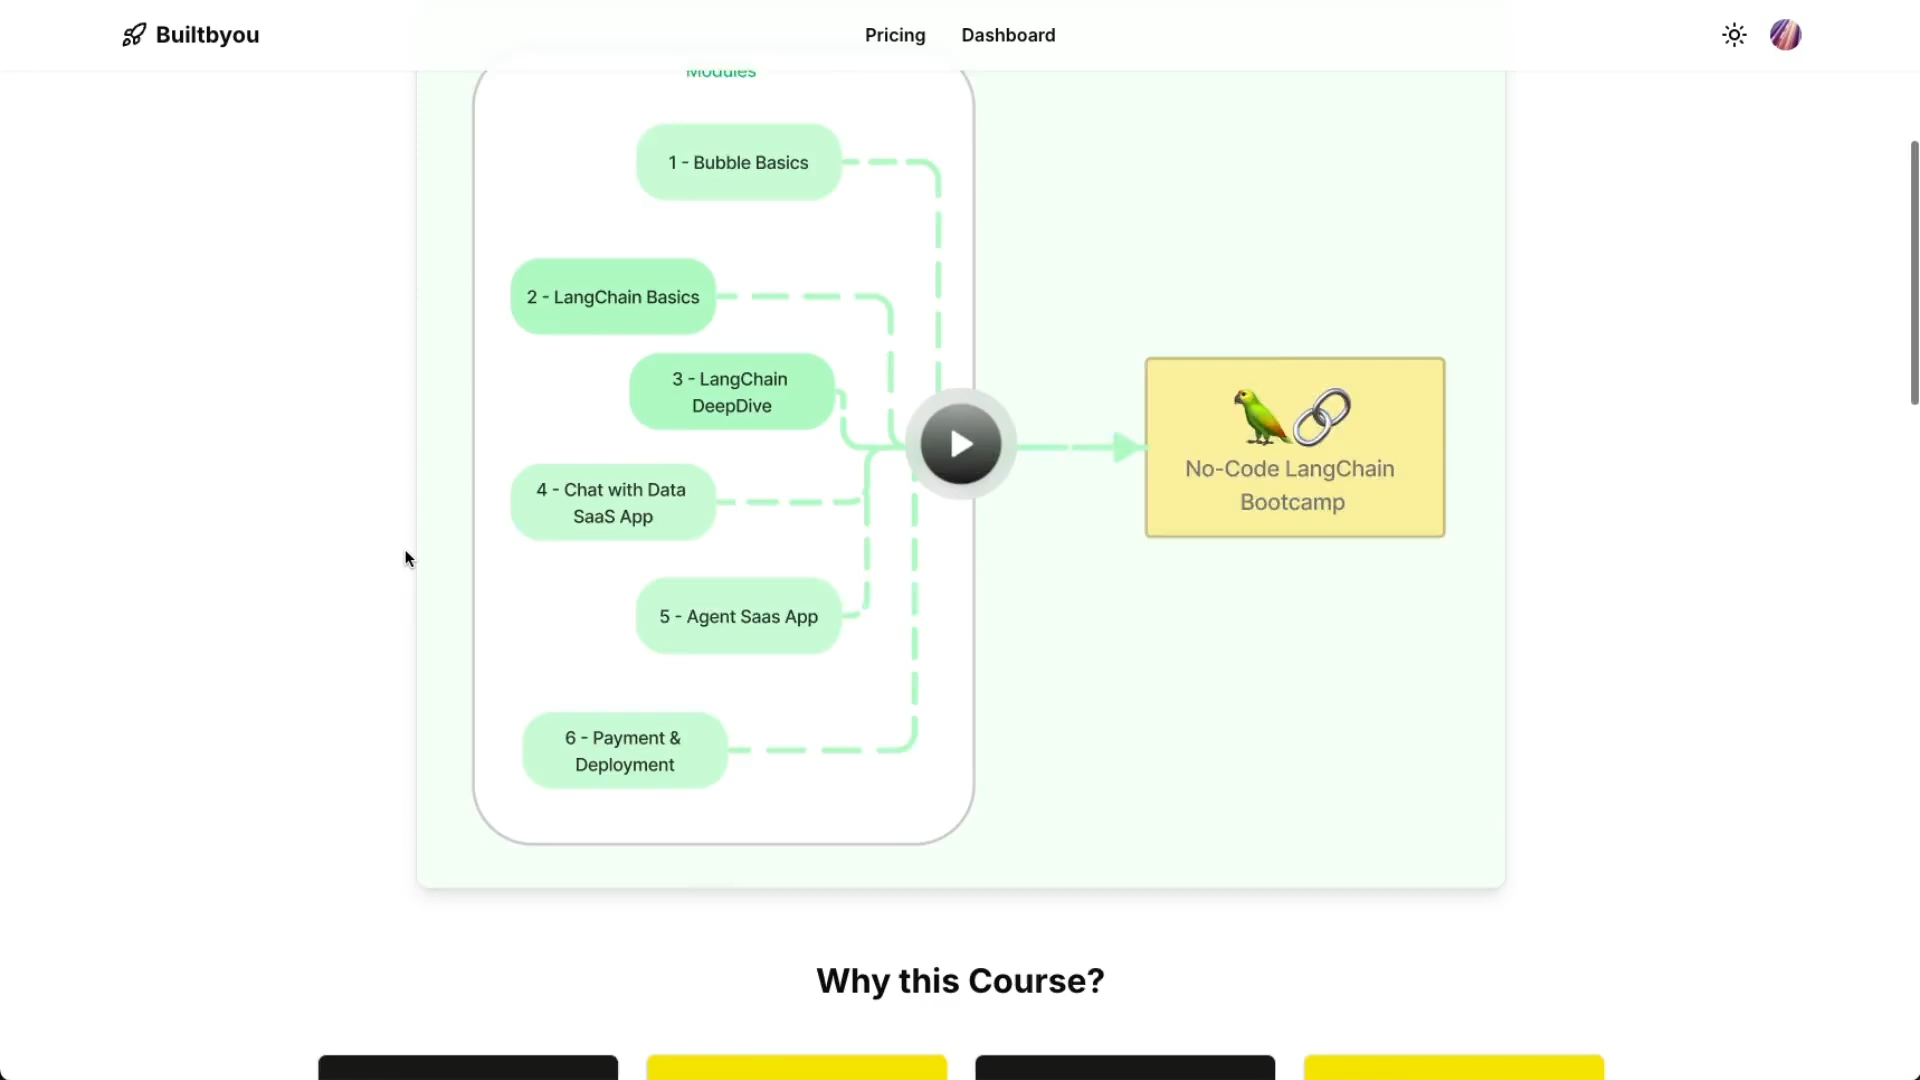 Builtbyou
Pricing
Dashboard
Modules
1 - Bubble Basics
2 - LangChain Basics
3 - LangChain
DeepDive
4 - Chat with Data
SaaS App
5 - Agent Saas App
6 - Payment &
Deployment
No-Code LangChain
Bootcamp
Why this Course?